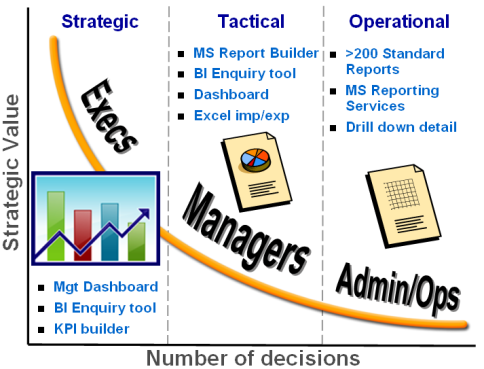 Strategic
Tactical
Operational
MS Report Builder
BI Enquiry tool
Dashboard
Excel imp/exp
>200 Standard
Reports
MS Reporting
Services
Drill down detail
Execs
Managers
Admin/Ops
Mgt Dashboard
BI Enquiry tool
KPI builder
Strategic Value
Number of decisions